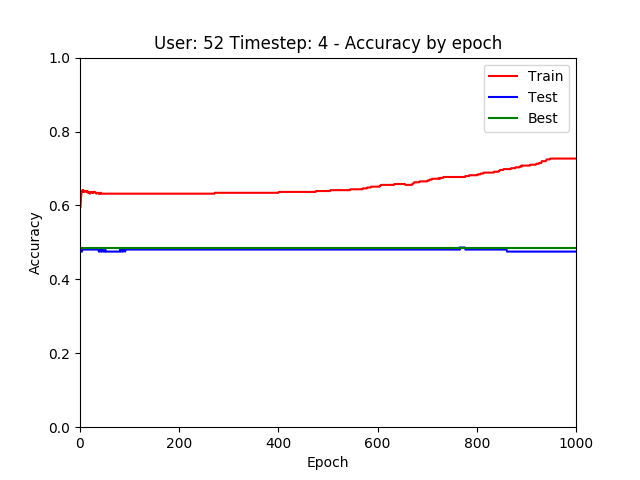 User: 52 Timestep: 4 - Accuracy by epoch
1.0
0.8
0.6
0.4
0.2
0.0
Accuracy
Train
Test
Best
0 200 400 600 800 1000
Epoch